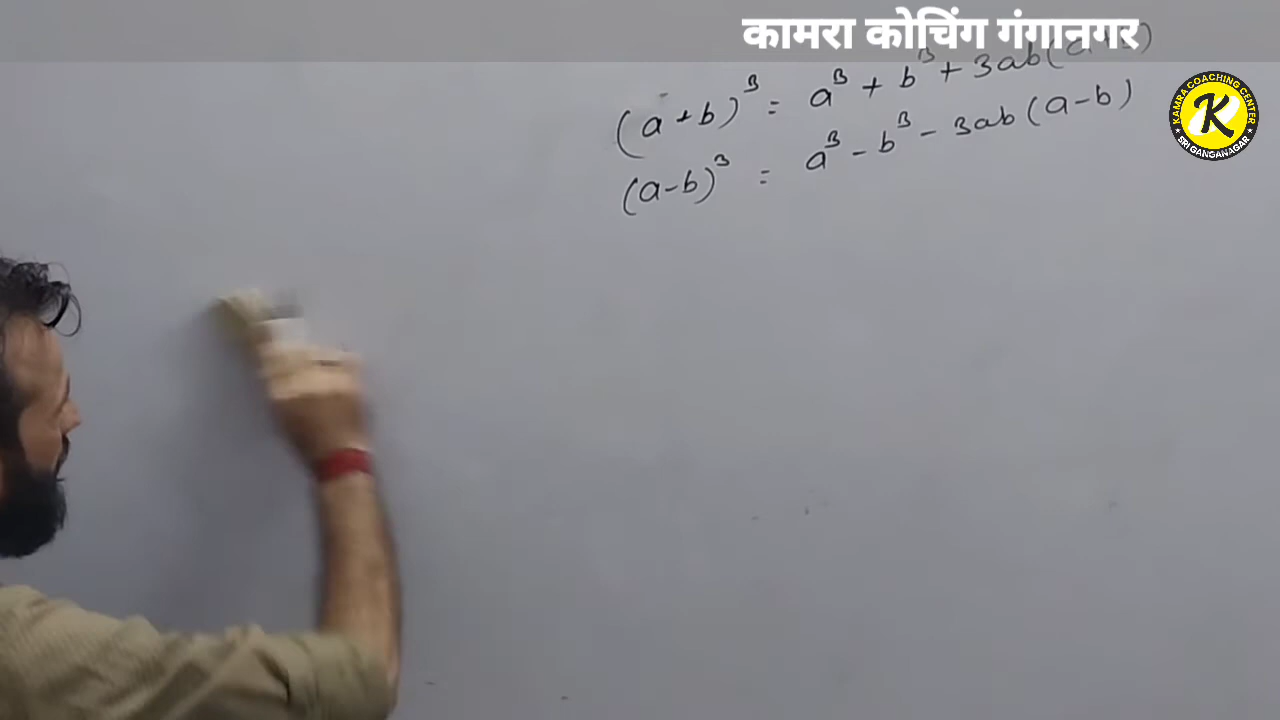 कामरा कोचिंग गंगानगर
(a+b)³ = a³ + b³ + 3ab(a+b)
(a-b)³ = a³ - b³ - 3ab(a-b)
KAMRA COACHING CENTER
K
SRI GANGANAGAR